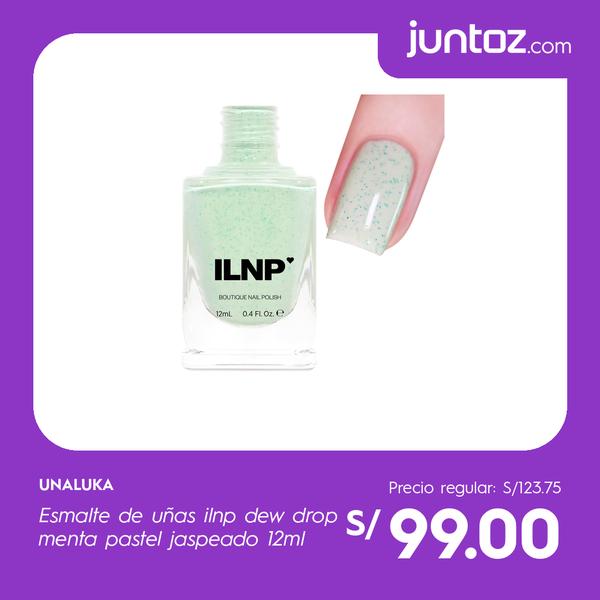 juntoz.com
ILNP
BOUTIQUE NAIL POLISH
12mL 0.4 Fl. Oz. ℮
UNALUKA
Esmalte de uñas ilnp dew drop
menta pastel jaspeado 12ml
Precio regular: S/123.75
S/99.00